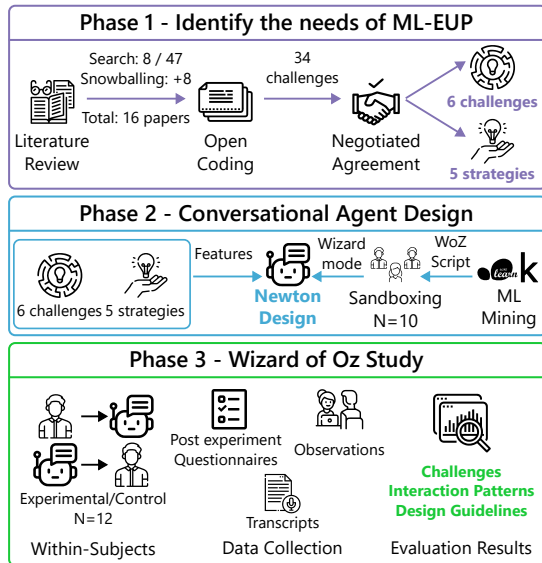 Phase 1 - Identify the needs of ML-EUP
Search: 8 / 47
Snowballing: +8
Total: 16 papers
34
challenges
Literature
Review
Open
Coding
Negotiated
Agreement
6 challenges
5 strategies
Phase 2 - Conversational Agent Design
6 challenges 5 strategies
Features
Newton
Design
Wizard
mode
Sandboxing
N=10
WoZ
Script
learn k
ML
Mining
Phase 3 - Wizard of Oz Study
Experimental/Control
N=12
Within-Subjects
Post experiment
Questionnaires
Observations
Transcripts
Data Collection
Challenges
Interaction Patterns
Design Guidelines
Evaluation Results